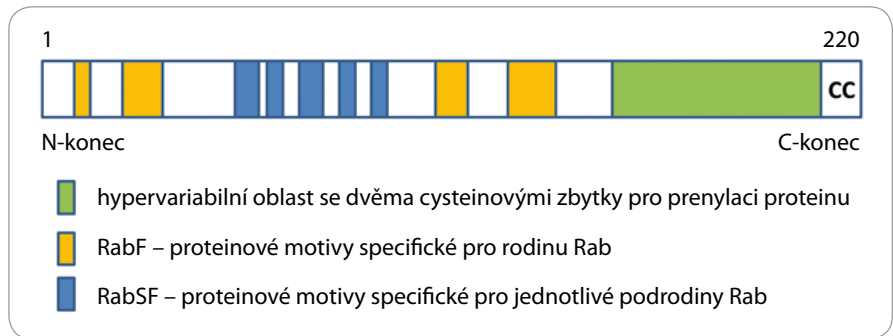 1 220
CC
N-konec C-konec
hypervariabilní oblast se dvěma cysteinovými zbytky pro prenylaci proteinu
RabF – proteinové motivy specifické pro rodinu Rab
RabSF – proteinové motivy specifické pro jednotlivé podrodiny Rab